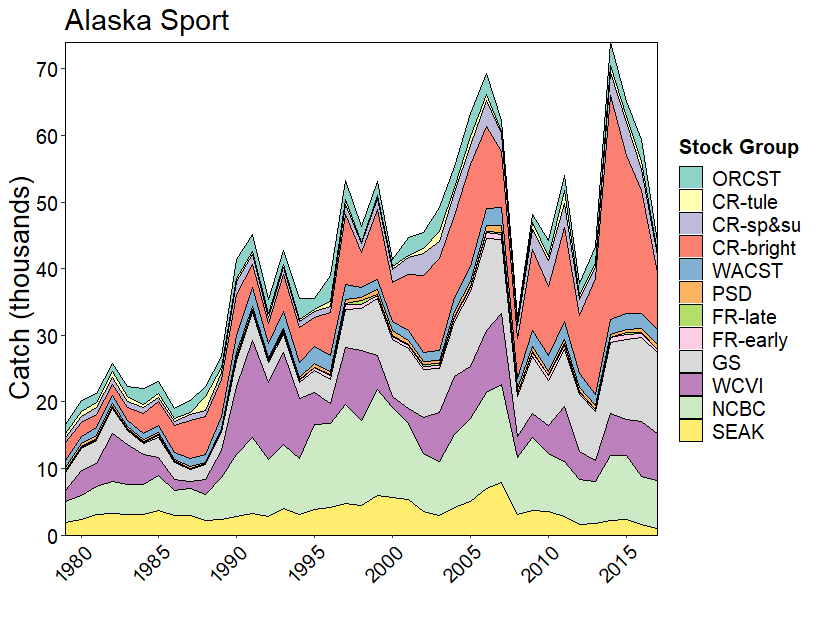 Alaska Sport
Catch (thousands)
70
60
50
40
30
20
10
0
1980
1985
1990
1995
2000
2005
2010
2015
Stock Group
ORCST
CR-tule
CR-sp&su
CR-bright
WACST
PSD
FR-late
FR-early
GS
WCVI
NCBC
SEAK